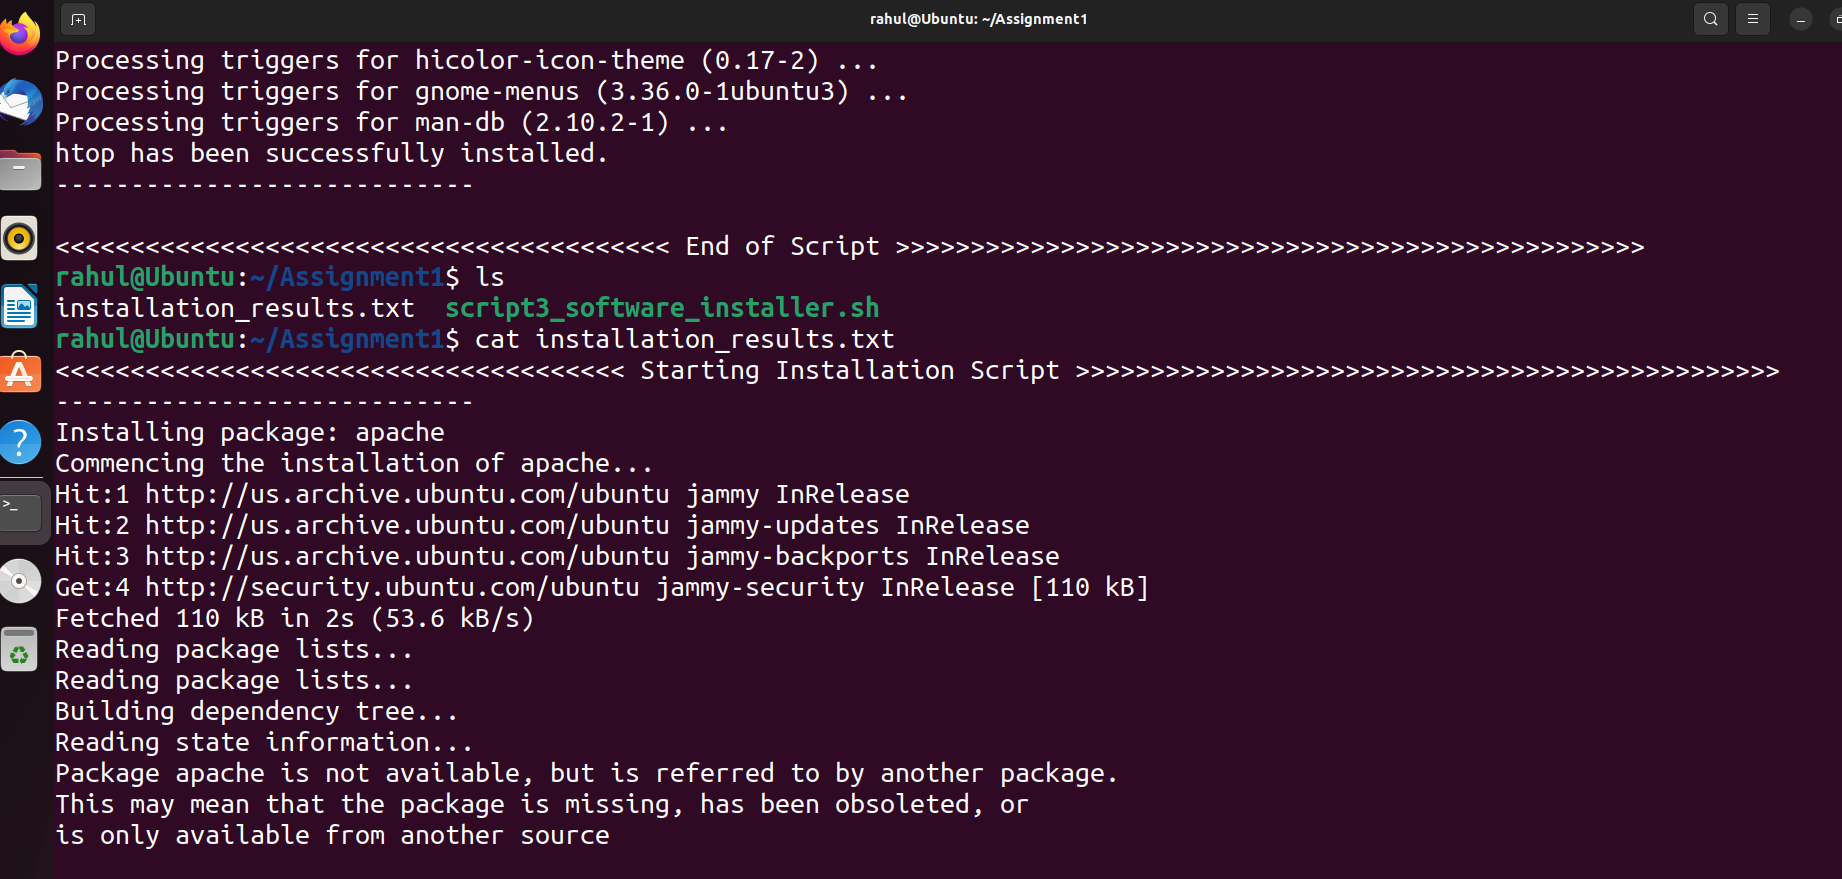 rahul@Ubuntu: ~/Assignment1
Processing triggers for hicolor-icon-theme (0.17-2) ...
Processing triggers for gnome-menus (3.36.0-1ubuntu3) ...
Processing triggers for man-db (2.10.2-1) ...
htop has been successfully installed.
----------------------------
<<<<<<<<<<<<<<<<<<<<<<<<<<<<<<<<<<<<<<<<< End of Script >>>>>>>>>>>>>>>>>>>>>>>>>>>>>>>>>>>>>>>>>>>>>>>>>>
rahul@Ubuntu:~/Assignment1$ ls
installation_results.txt  script3_software_installer.sh
rahul@Ubuntu:~/Assignment1$ cat installation_results.txt
<<<<<<<<<<<<<<<<<<<<<<<<<<<<<<<<<<<<<< Starting Installation Script >>>>>>>>>>>>>>>>>>>>>>>>>>>>>>>>>>>>>>>>>>>>>>>
----------------------------
Installing package: apache
Commencing the installation of apache...
Hit:1 http://us.archive.ubuntu.com/ubuntu jammy InRelease
Hit:2 http://us.archive.ubuntu.com/ubuntu jammy-updates InRelease
Hit:3 http://us.archive.ubuntu.com/ubuntu jammy-backports InRelease
Get:4 http://security.ubuntu.com/ubuntu jammy-security InRelease [110 kB]
Fetched 110 kB in 2s (53.6 kB/s)
Reading package lists...
Reading package lists...
Building dependency tree...
Reading state information...
Package apache is not available, but is referred to by another package.
This may mean that the package is missing, has been obsoleted, or
is only available from another source